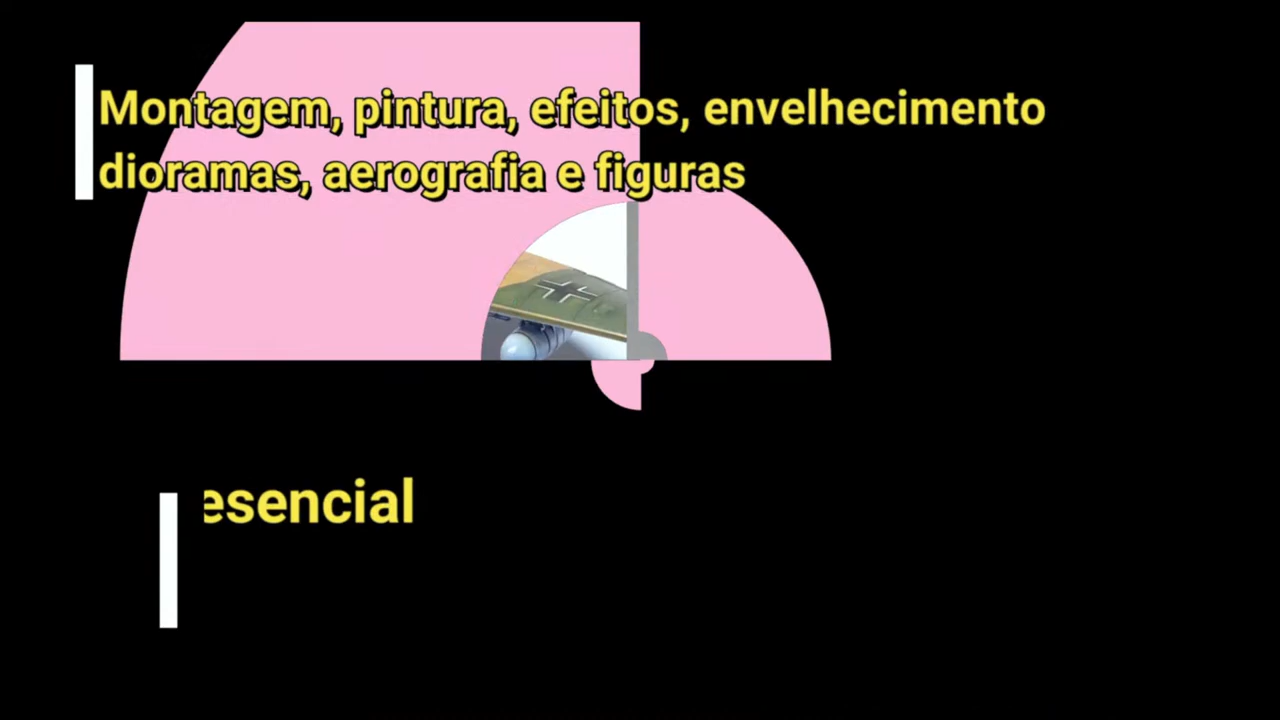 Montagem, pintura, efeitos, envelhecimento
dioramas, aerografia e figuras
esencial